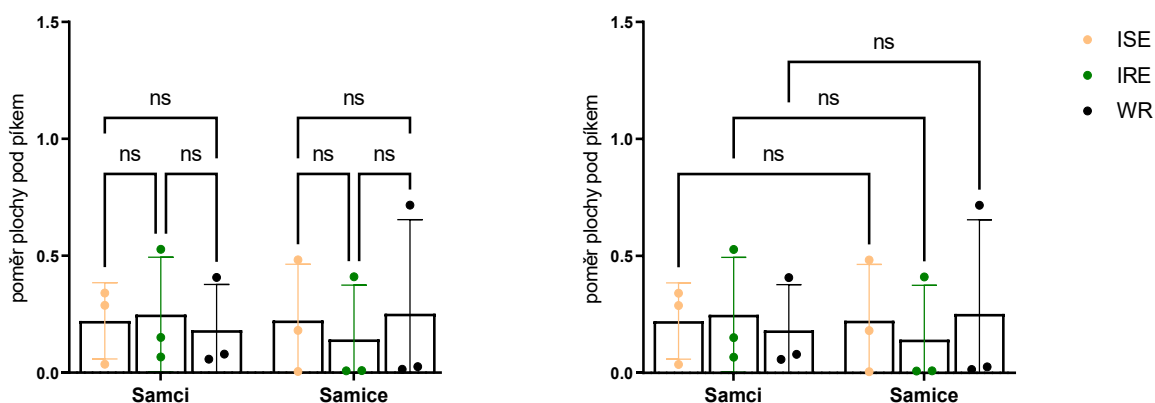 poměr plochy pod píkem
1.5
1.0
0.5
0.0
ns
ns
ns ns
ns ns
Samci
Samice
poměr plochy pod píkem
1.5
1.0
0.5
0.0
ns
ns
ns
Samci
Samice
ISE
IRE
WR